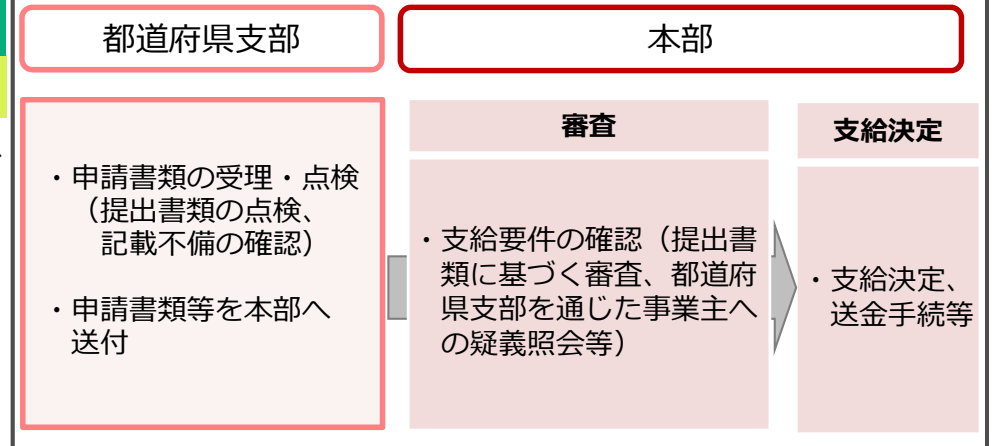 都道府県支部
本部
・申請書類の受理・点検
（提出書類の点検、
記載不備の確認）
・申請書類等を本部へ
送付
審査
・支給要件の確認（提出書
類に基づく審査、都道府
県支部を通じた事業主へ
の疑義照会等）
支給決定
・支給決定、
送金手続等